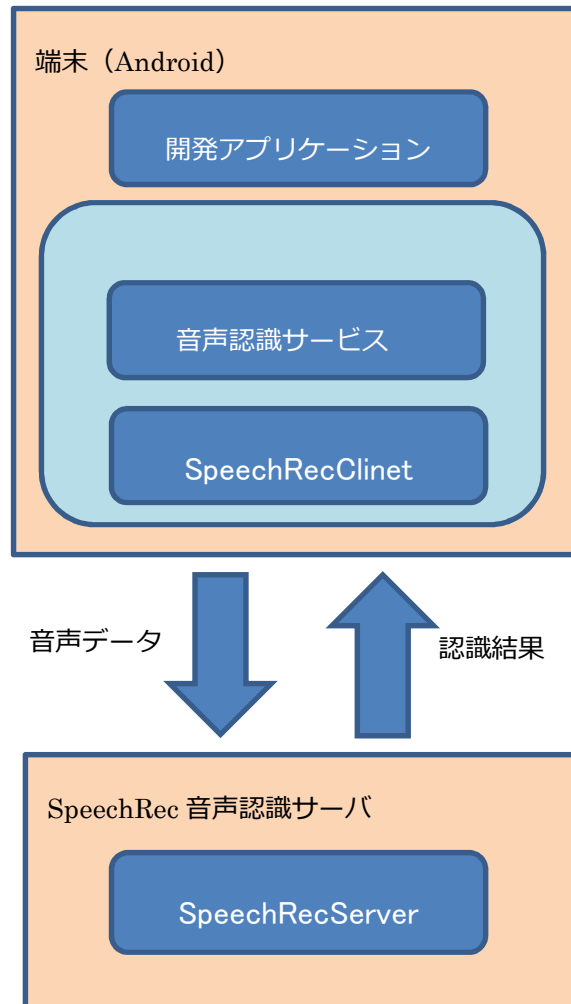 端末（Android）
開発アプリケーション
音声認識サービス
SpeechRecClinet
音声データ
認識結果
SpeechRec 音声認識サーバ
SpeechRecServer